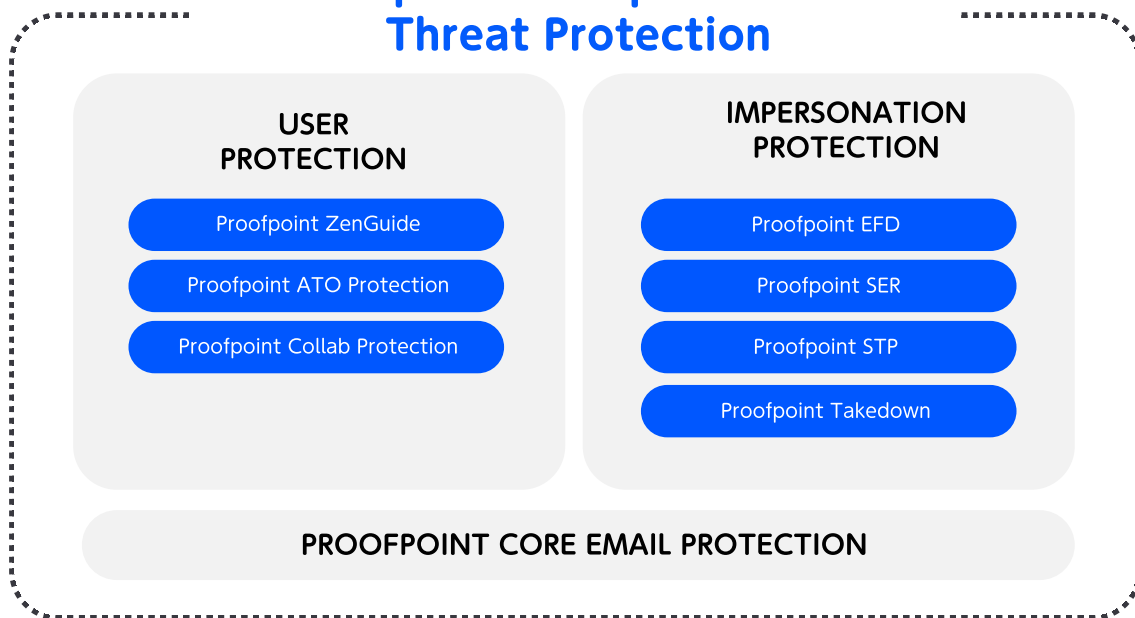 Threat Protection
USER
PROTECTION
Proofpoint ZenGuide
Proofpoint ATO Protection
Proofpoint Collab Protection
IMPERSONATION
PROTECTION
Proofpoint EFD
Proofpoint SER
Proofpoint STP
Proofpoint Takedown
PROOFPOINT CORE EMAIL PROTECTION